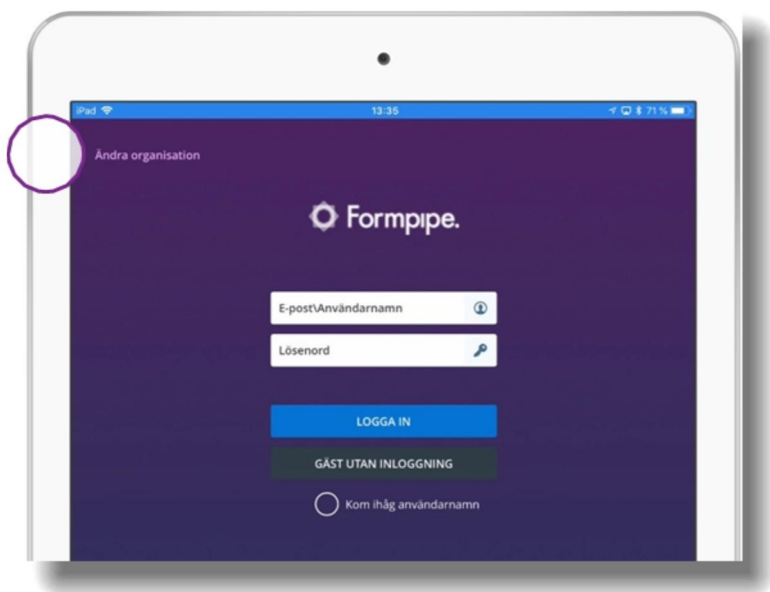 iPad 13:35 71 %
Ändra organisation
Formpipe.
E-post\Användarnamn
Lösenord
LOGGA IN
GÄST UTAN INLOGGNING
Kom ihåg användarnamn